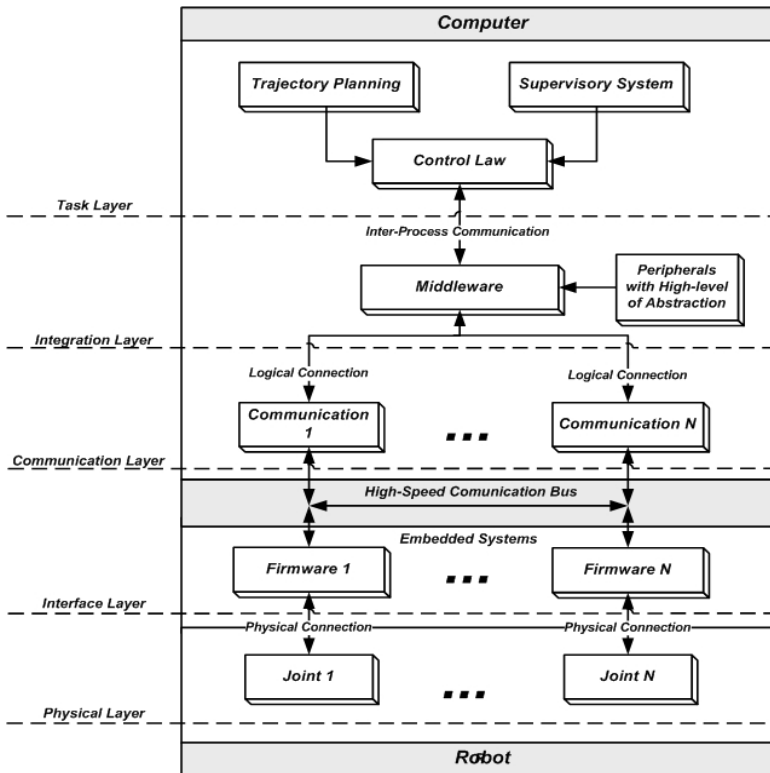 Computer
Trajectory Planning
Supervisory System
Control Law
Task Layer
Inter-Process Communication
Middleware
Peripherals
with High-level
of Abstraction
Integration Layer
Logical Connection
Logical Connection
Communication
1
...
Communication N
Communication Layer
High-Speed Comunication Bus
Embedded Systems
Firmware 1
...
Firmware N
Interface Layer
Physical Connection
Physical Connection
Joint 1
...
Joint N
Physical Layer
Robot